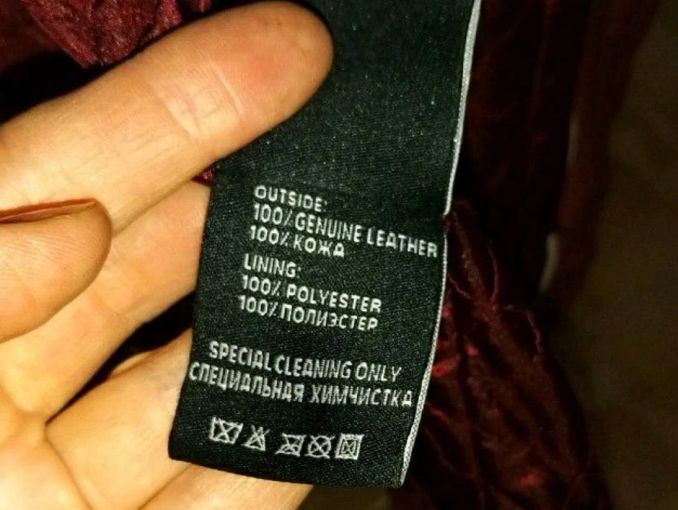 OUTSIDE:
100% GENUINE LEATHER
100% КОЖА
LINING:
100% POLYESTER
100% ПОЛИЭСТЕР
SPECIAL CLEANING ONLY
СПЕЦИАЛЬНАЯ ХИМЧИСТКА